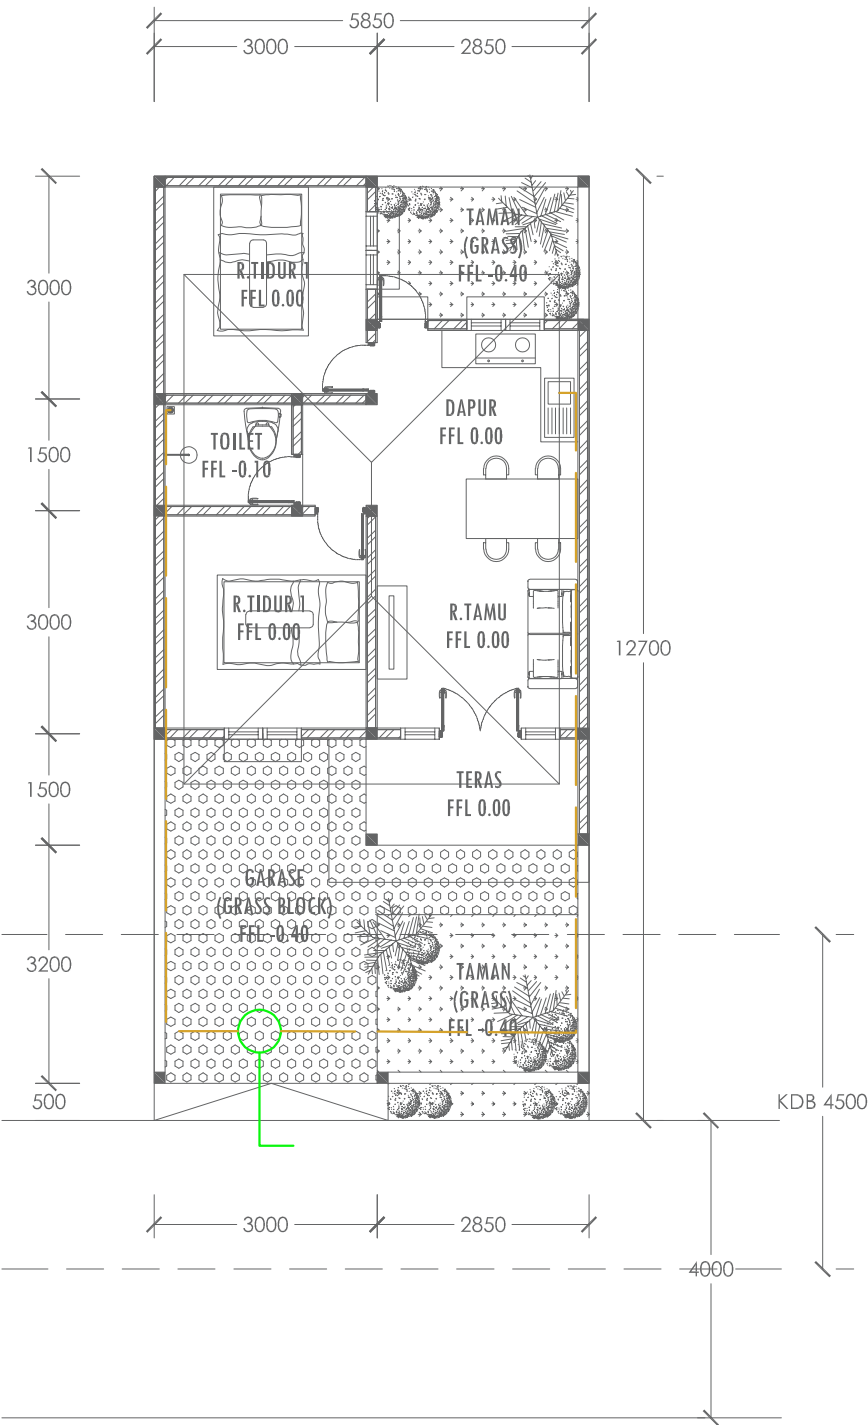 5850
3000
2850
3000
1500
3000
1500
3200
500
12700
KDB 4500
4000
R.TIDUR 1
FFL 0.00
TAMAN
(GRASS)
FFL -0.40
DAPUR
FFL 0.00
TOILET
FFL -0.10
R.TIDUR 1
FFL 0.00
R.TAMU
FFL 0.00
TERAS
FFL 0.00
GARASE
(GRASS BLOCK)
FFL -0.40
TAMAN
(GRASS)
FFL -0.40
3000
2850